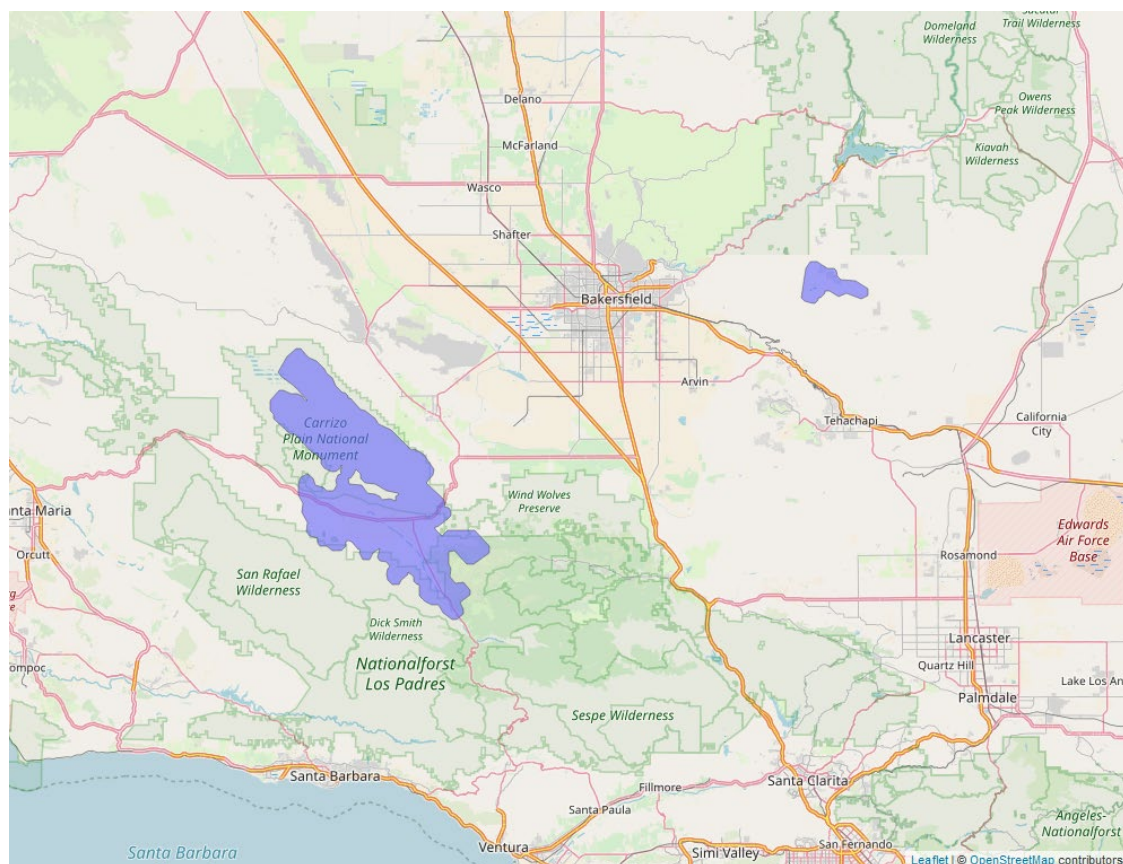 Trail Wilderness
Domeland
Wilderness
Owens
Peak Wilderness
Delano
McFarland
Kiavah
Wilderness
Wasco
Shafter
Bakersfield
Arvin
Tehachapi
California
City
Carrizo
Plain National
Monument
Wind Wolves
Preserve
anta Maria
Orcutt
Edwards
Air Force
Base
Rosamond
San Rafael
Wilderness
Dick Smith
Wilderness
Lancaster
Quartz Hill
Nationalforst
Los Padres
ompoc
Lake Los An
Palmdale
Sespe Wilderness
Santa Barbara
Santa Clarita
Fillmore
Santa Paula
Angeles-
Nationalforst
Ventura
Simi Valley
San Fernando
Santa Barbara
Leaflet | © OpenStreetMap contributors